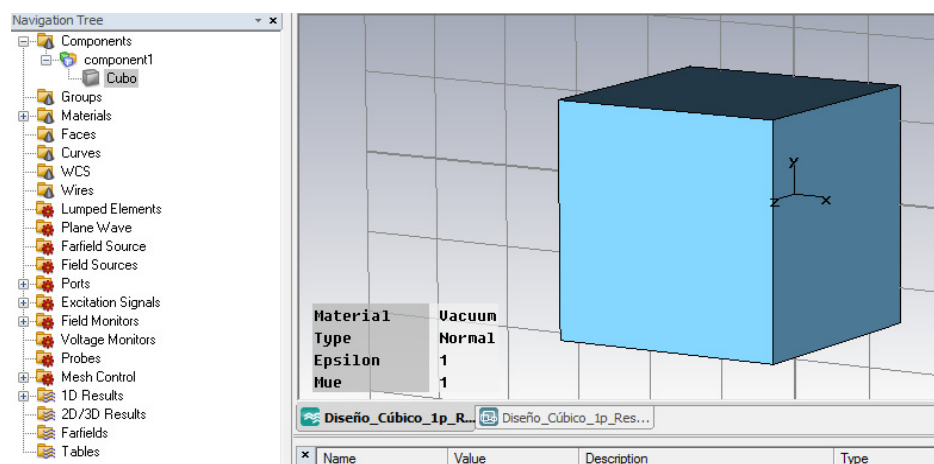 Navigation Tree
Components
component1
Cubo
Groups
Materials
Faces
Curves
WCS
Wires
Lumped Elements
Plane Wave
Farfield Source
Field Sources
Ports
Excitation Signals
Field Monitors
Voltage Monitors
Probes
Mesh Control
1D Results
2D/3D Results
Farfields
Tables
y
z x
Material Vacuum
Type Normal
Epsilon 1
Mue 1
Diseño_Cúbico_1p_R... Diseño_Cúbico_1p_Res...
Name Value Description Type